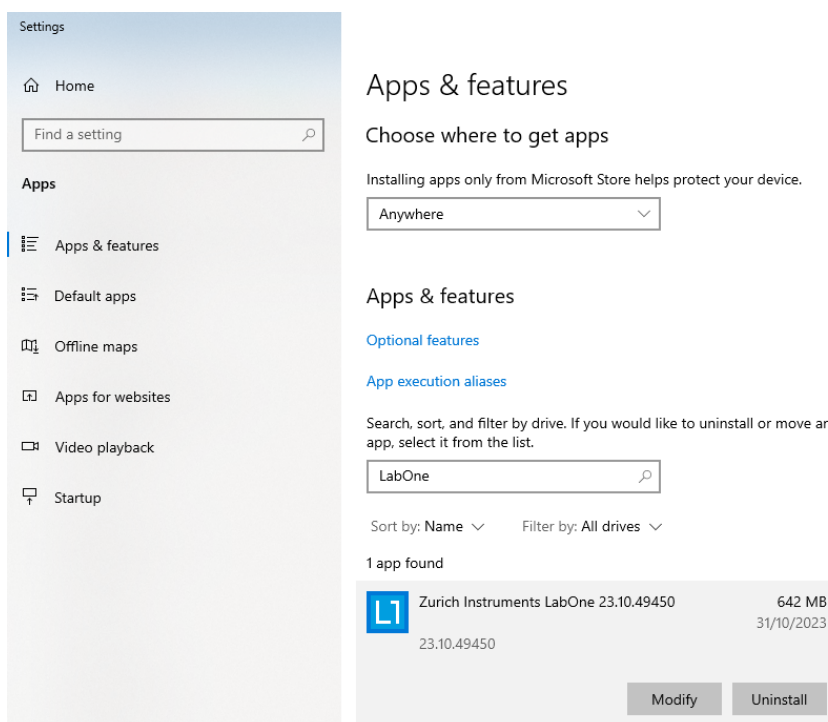 Settings
Home
Find a setting
Apps
Apps & features
Default apps
Offline maps
Apps for websites
Video playback
Startup
Apps & features
Choose where to get apps
Installing apps only from Microsoft Store helps protect your device.
Anywhere
Apps & features
Optional features
App execution aliases
Search, sort, and filter by drive. If you would like to uninstall or move
app, select it from the list.
LabOne
Sort by: Name Filter by: All drives
1 app found
L1
Zurich Instruments LabOne 23.10.49450 642 MB
31/10/2023
23.10.49450
Modify Uninstall